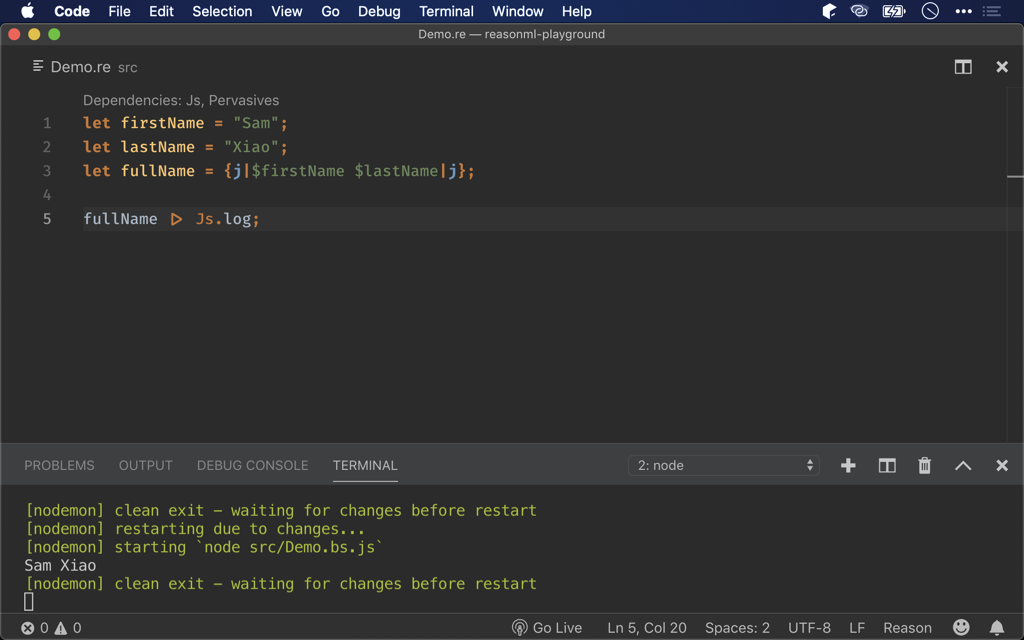 Code File Edit Selection View Go Debug Terminal Window Help
Demo.re — reasonml-playground
Demo.re src
Dependencies: Js, Pervasives
1 let firstName = "Sam";
2 let lastName = "Xiao";
3 let fullName = {j|$firstName $lastName|j};
4
5 fullName |> Js.log;
PROBLEMS OUTPUT DEBUG CONSOLE TERMINAL 2: node
[nodemon] clean exit - waiting for changes before restart
[nodemon] restarting due to changes...
[nodemon] starting `node src/Demo.bs.js`
Sam Xiao
[nodemon] clean exit - waiting for changes before restart
0 0 Go Live Ln 5, Col 20 Spaces: 2 UTF-8 LF Reason